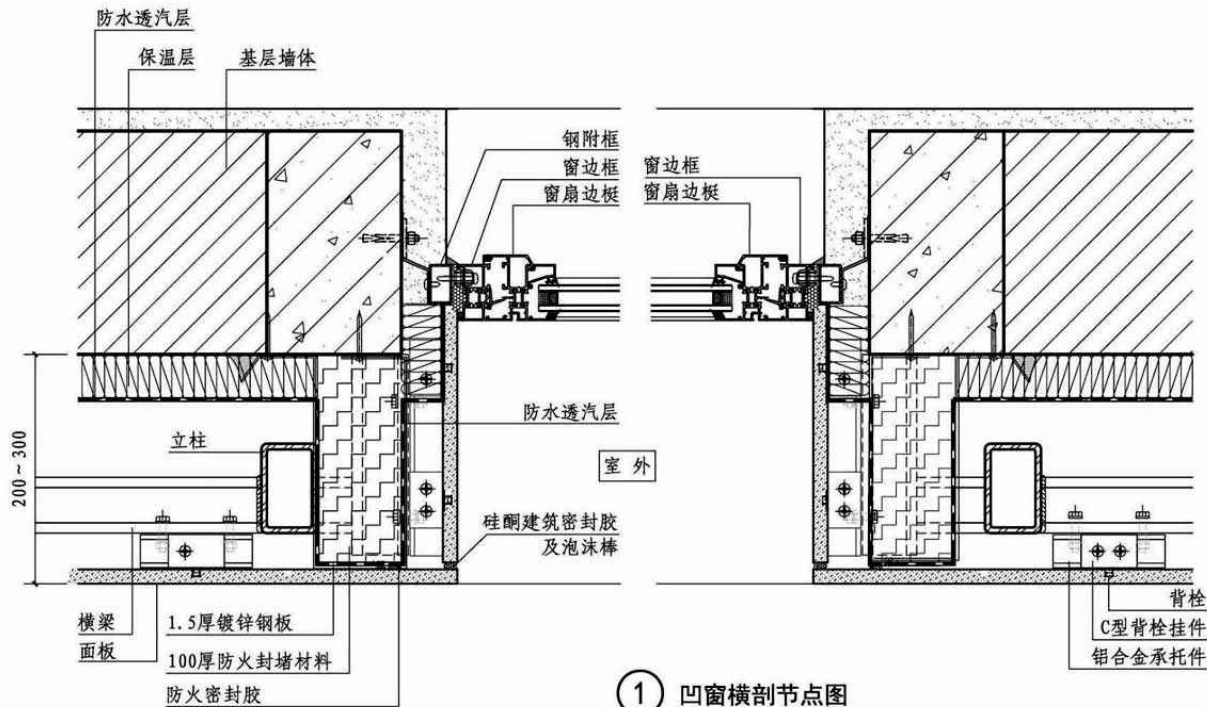 防水透汽层
保温层
基层墙体
钢附框
窗边框
窗扇边梃
窗边框
窗扇边梃
防水透汽层
立柱
室外
200~300
硅酮建筑密封胶
及泡沫棒
横梁
面板
1.5厚镀锌钢板
100厚防火封堵材料
防火密封胶
背栓
C型背栓挂件
铝合金承托件
1 凹窗横剖节点图